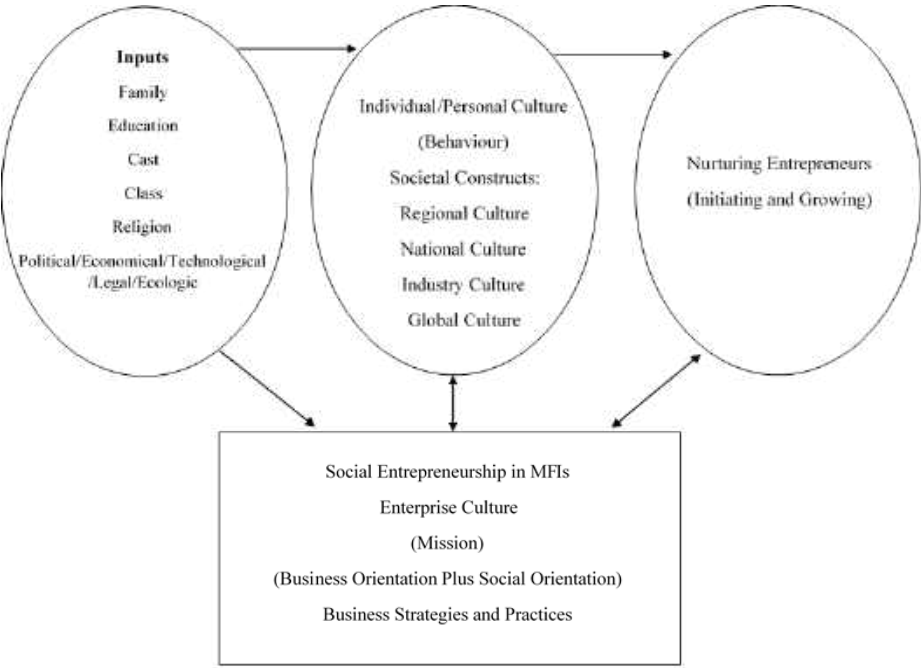 Inputs
Family
Education
Cast
Class
Religion
Political/Economical/Technological
/Legal/Ecologic
Individual/Personal Culture
(Behaviour)
Societal Constructs:
Regional Culture
National Culture
Industry Culture
Global Culture
Nurturing Entrepreneurs
(Initiating and Growing)
Social Entrepreneurship in MFIs
Enterprise Culture
(Mission)
(Business Orientation Plus Social Orientation)
Business Strategies and Practices